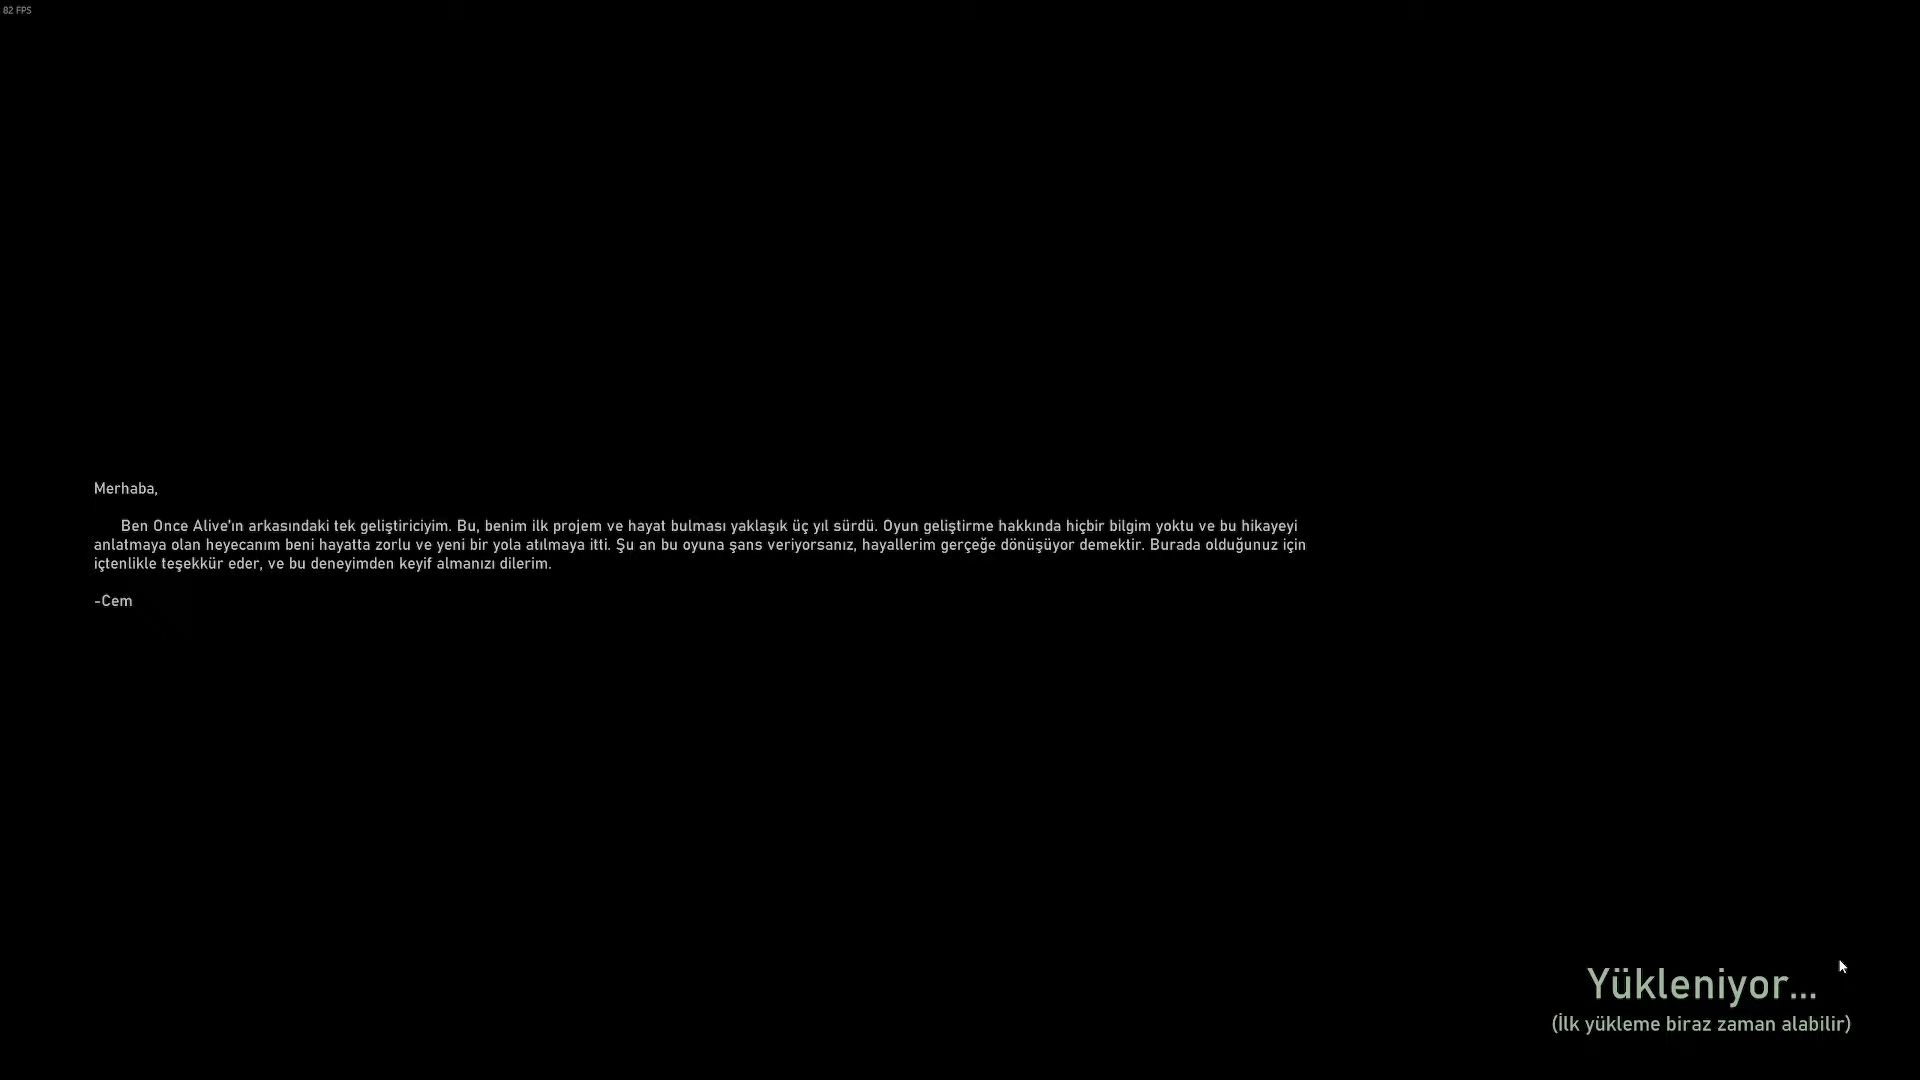 82 FPS
Merhaba,
Ben Once Alive'ın arkasındaki tek geliştiriciyim. Bu, benim ilk projem ve hayat bulması yaklaşık üç yıl sürdü. Oyun geliştirme hakkında hiçbir bilgim yoktu ve bu hikayeyi
anlatmaya olan heyecanım beni hayatta zorlu ve yeni bir yola atılmaya itti. Şu an bu oyuna şans veriyorsanız, hayallerim gerçeğe dönüşüyor demektir. Burada olduğunuz için
içtenlikle teşekkür eder, ve bu deneyimden keyif almanızı dilerim.
-Cem
Yükleniyor...
(İlk yükleme biraz zaman alabilir)